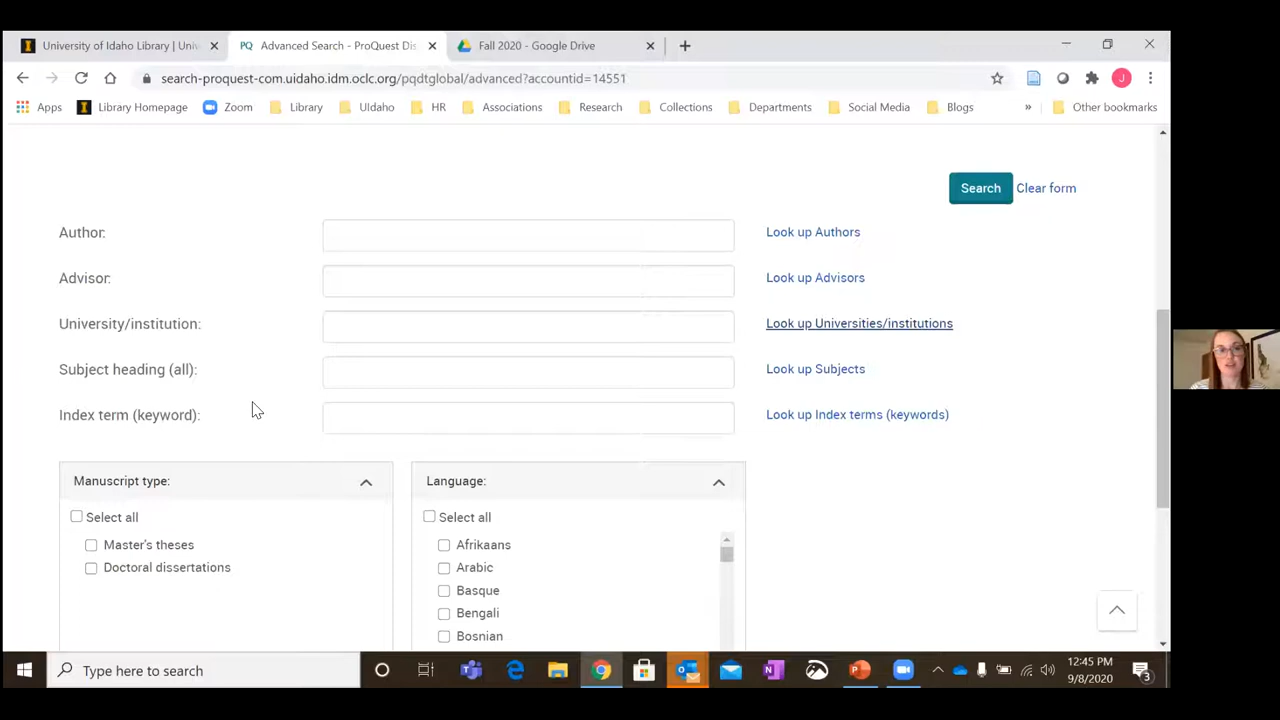 University of Idaho Library | Univ
PQ Advanced Search - ProQuest Dis
Fall 2020 - Google Drive
search-proquest-com.uidaho.idm.oclc.org/pqdtglobal/advanced?accountid=14551
J
Apps
Library Homepage
Zoom
Library
UIdaho
HR
Associations
Research
Collections
Departments
Social Media
Blogs
»
Other bookmarks
Search Clear form
Author:
Look up Authors
Advisor:
Look up Advisors
University/institution:
Look up Universities/institutions
Subject heading (all):
Look up Subjects
Index term (keyword):
Look up Index terms (keywords)
Manuscript type:
Select all
Master's theses
Doctoral dissertations
Language:
Select all
Afrikaans
Arabic
Basque
Bengali
Bosnian
Type here to search
12:45 PM
9/8/2020
3